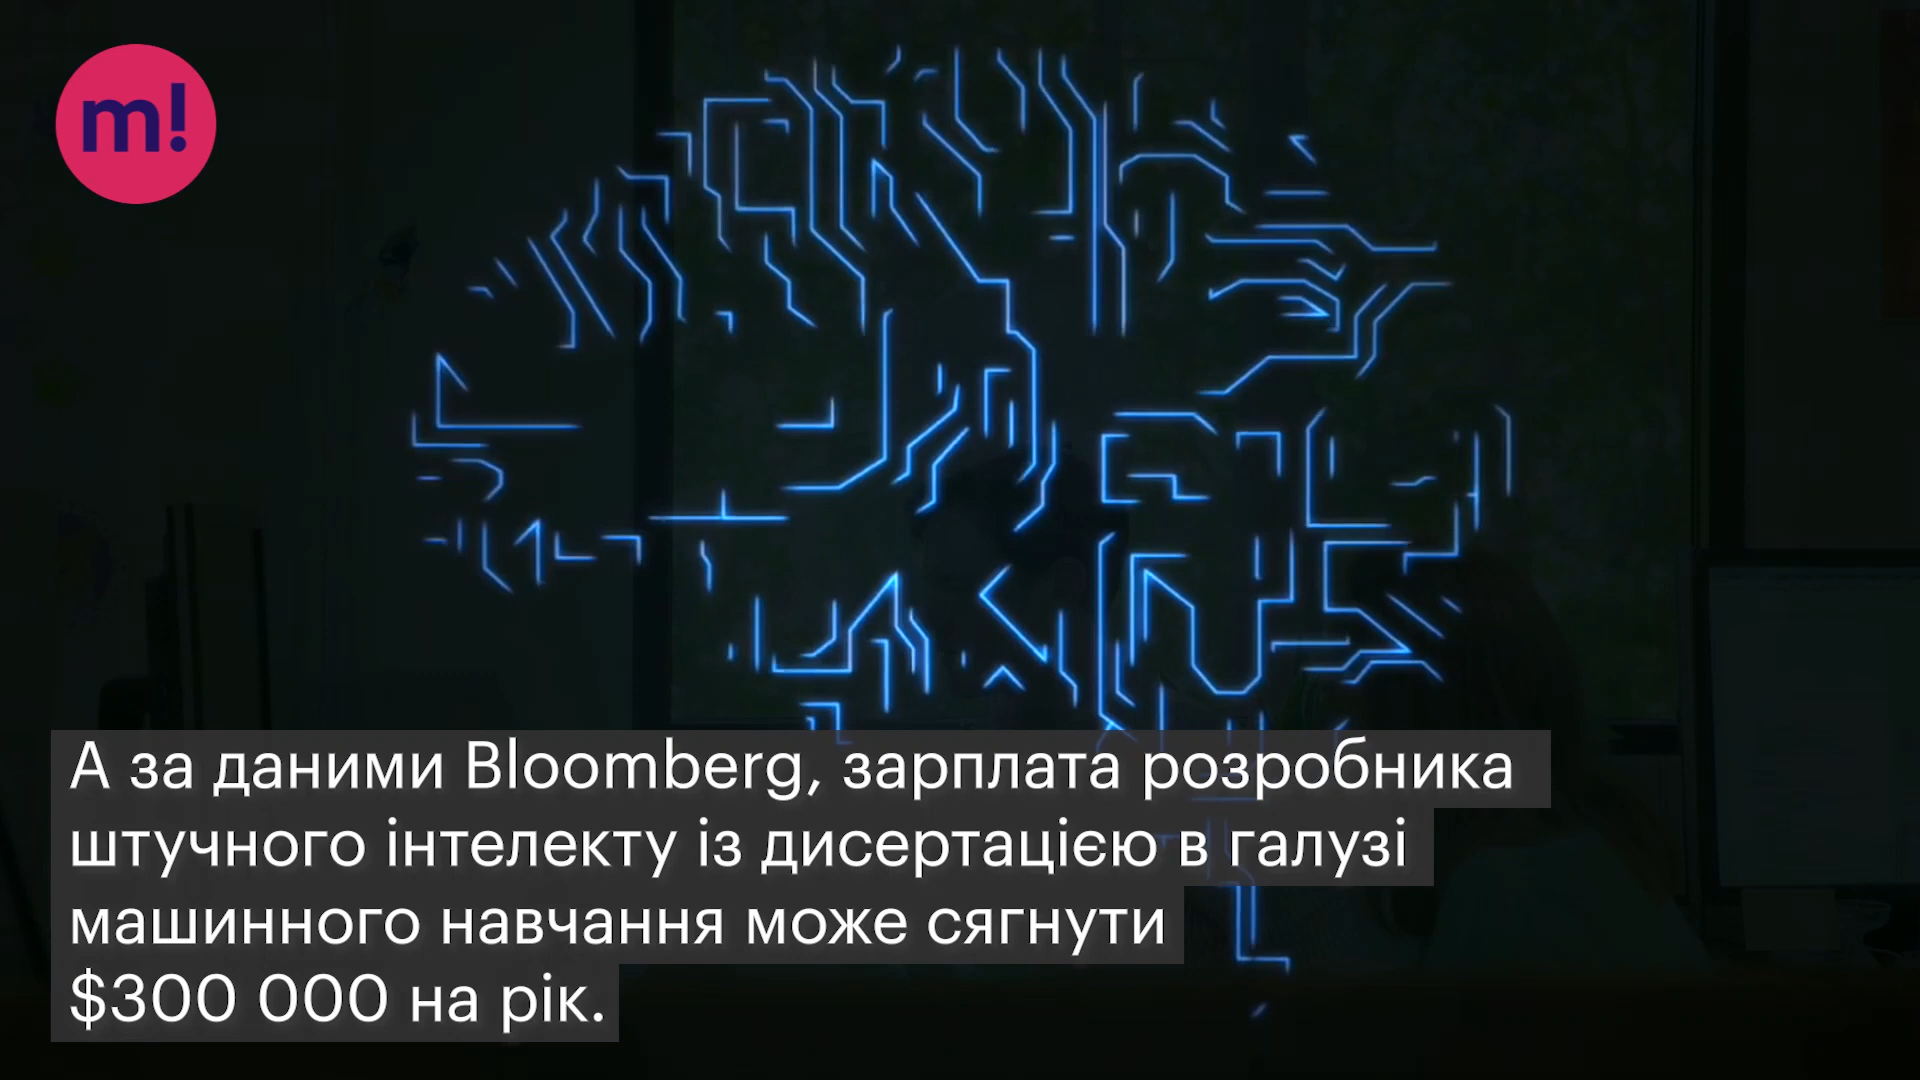 m!
А за даними Bloomberg, зарплата розробника
штучного інтелекту із дисертацією в галузі
машинного навчання може сягнути
$300 000 на рік.